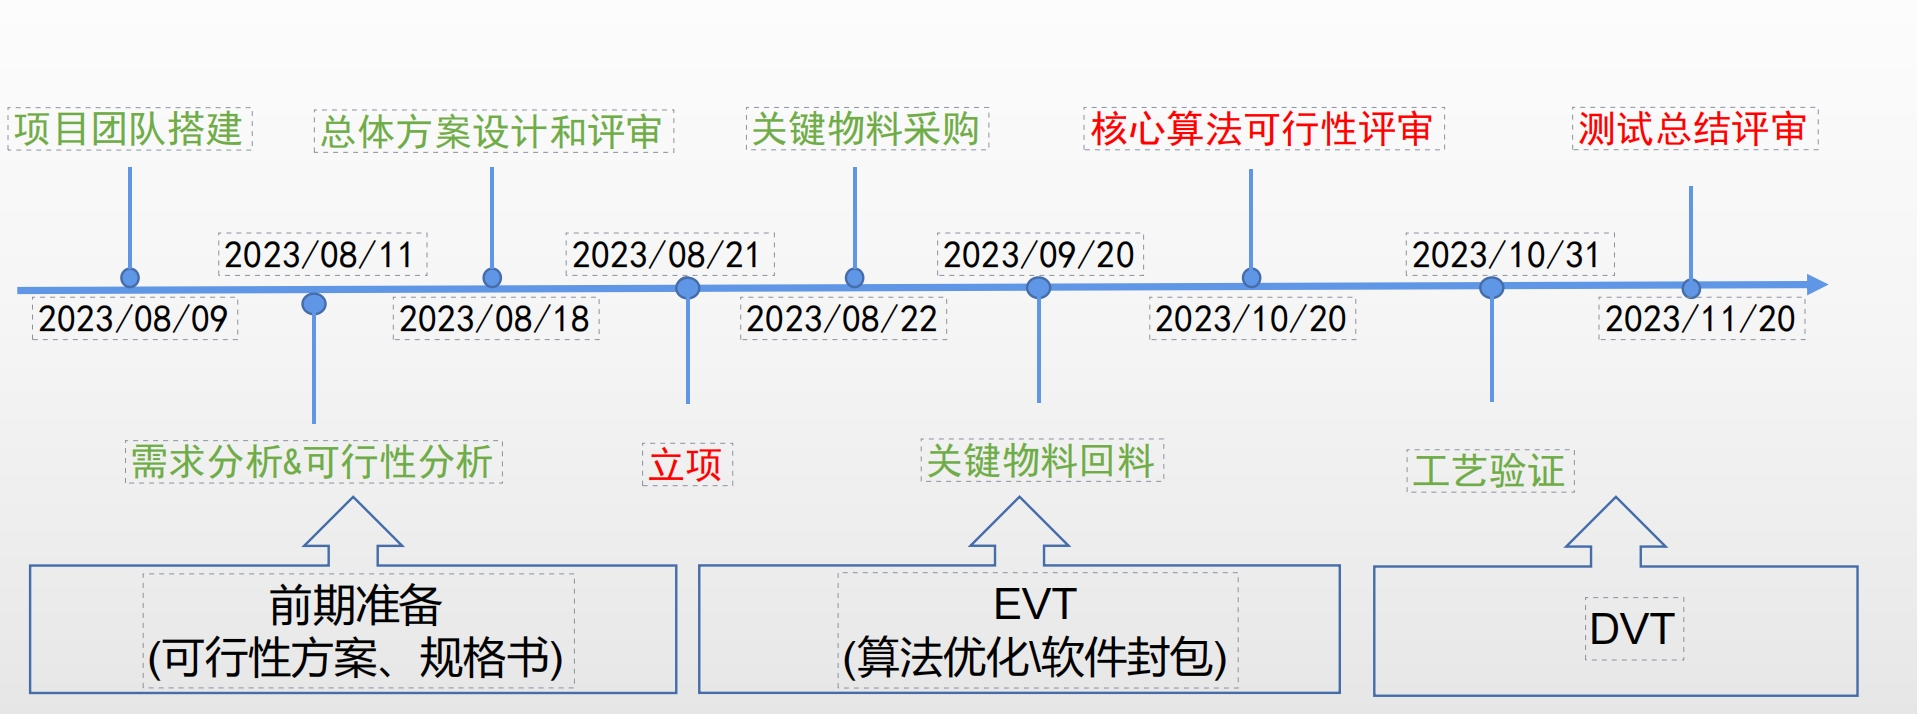 项目团队搭建
总体方案设计和评审
关键物料采购
核心算法可行性评审
测试总结评审
2023/08/11
2023/08/21
2023/09/20
2023/10/31
2023/08/09
2023/08/18
2023/08/22
2023/10/20
2023/11/20
需求分析&可行性分析
立项
关键物料回料
工艺验证
前期准备
(可行性方案、规格书)
EVT
(算法优化\软件封包)
DVT